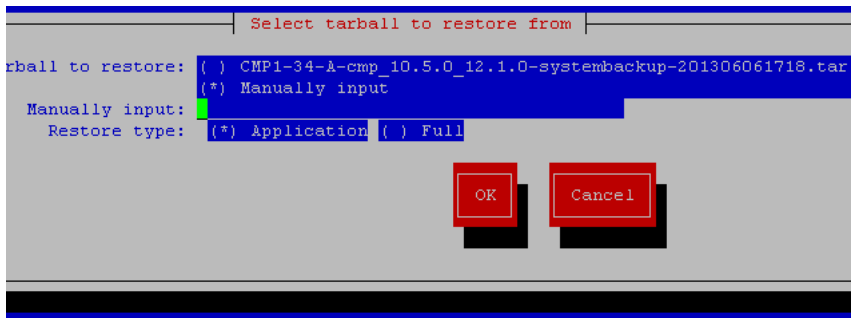 Select tarball to restore from
rball to restore: ( ) CMP1-34-A-cmp_10.5.0_12.1.0-systembackup-201306061718.tar
(*) Manually input
Manually input:
Restore type: (*) Application ( ) Full
OK Cancel